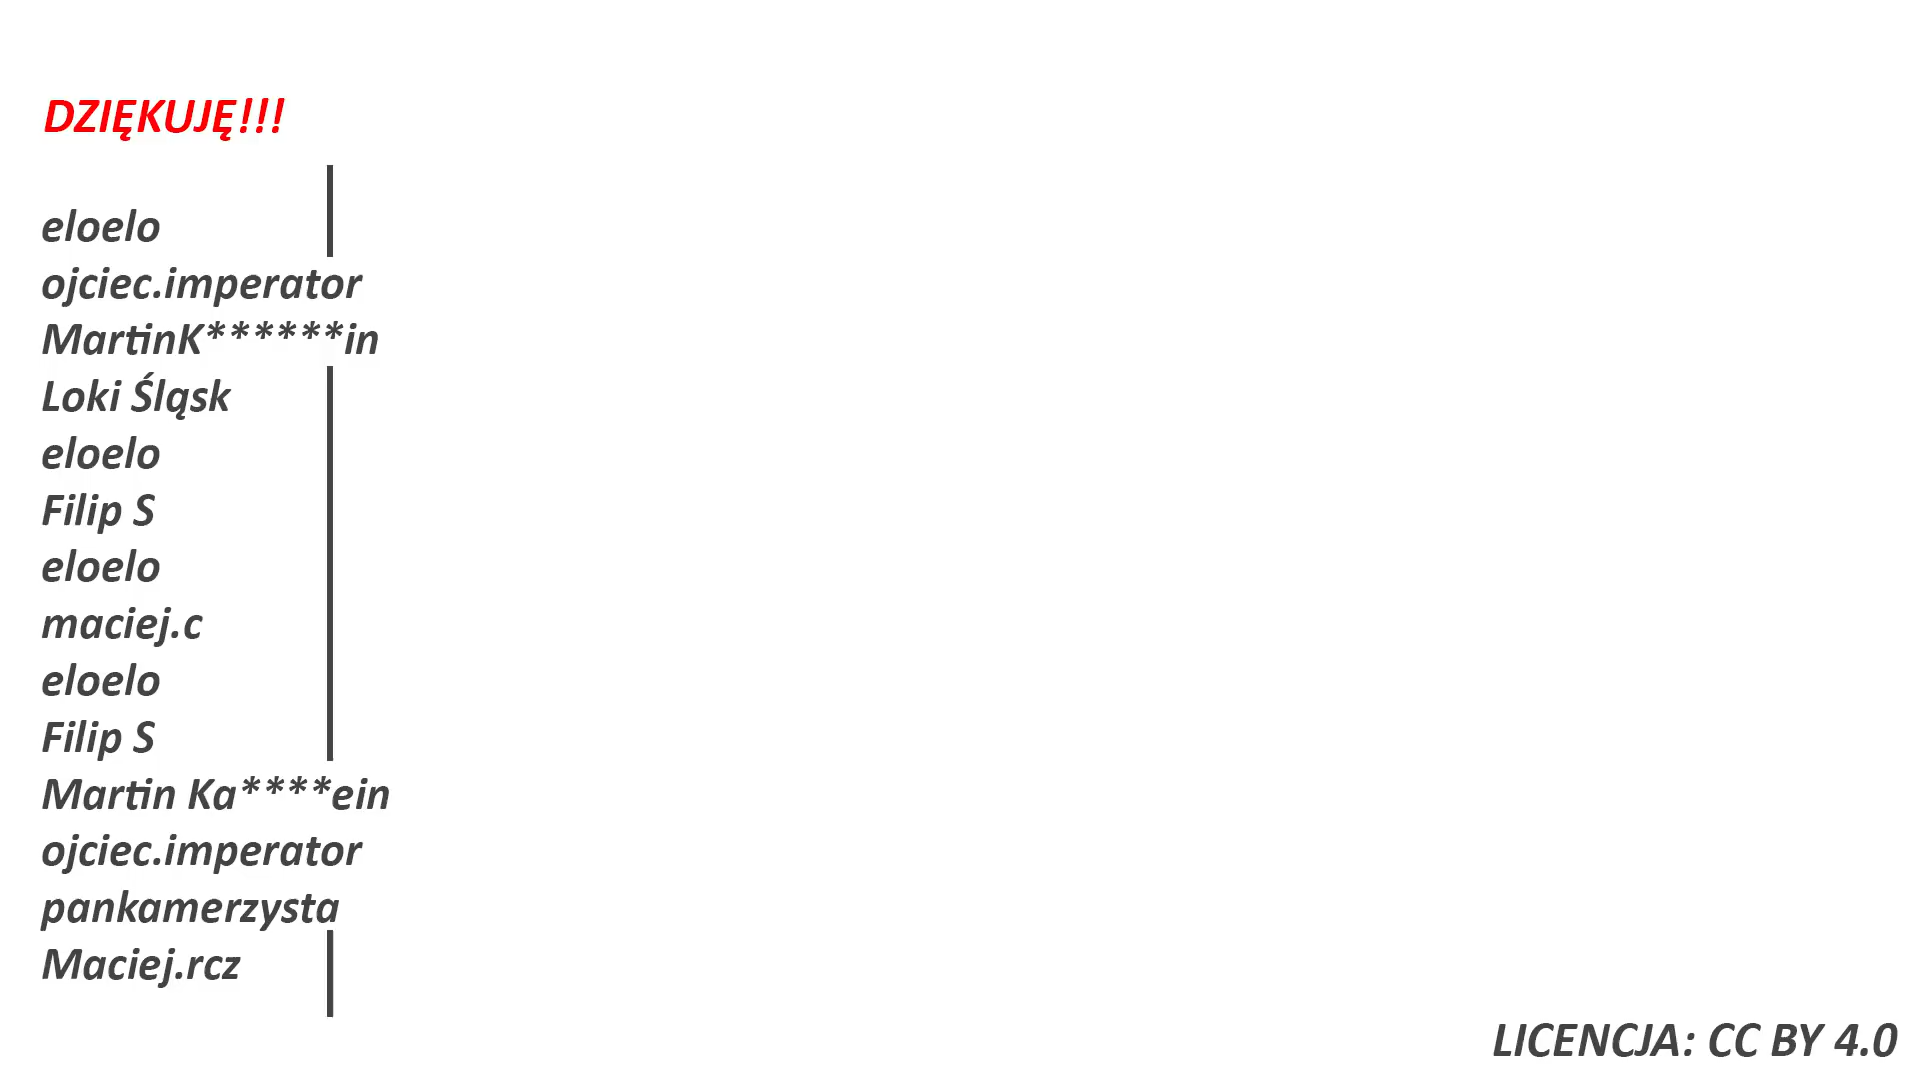 DZIĘKUJĘ!!!
eloelo
ojciec.imperator
MartinK******in
Loki Śląsk
eloelo
Filip S
eloelo
maciej.c
eloelo
Filip S
Martin Ka****ein
ojciec.imperator
pankamerzysta
Maciej.rcz
LICENCJA: CC BY 4.0